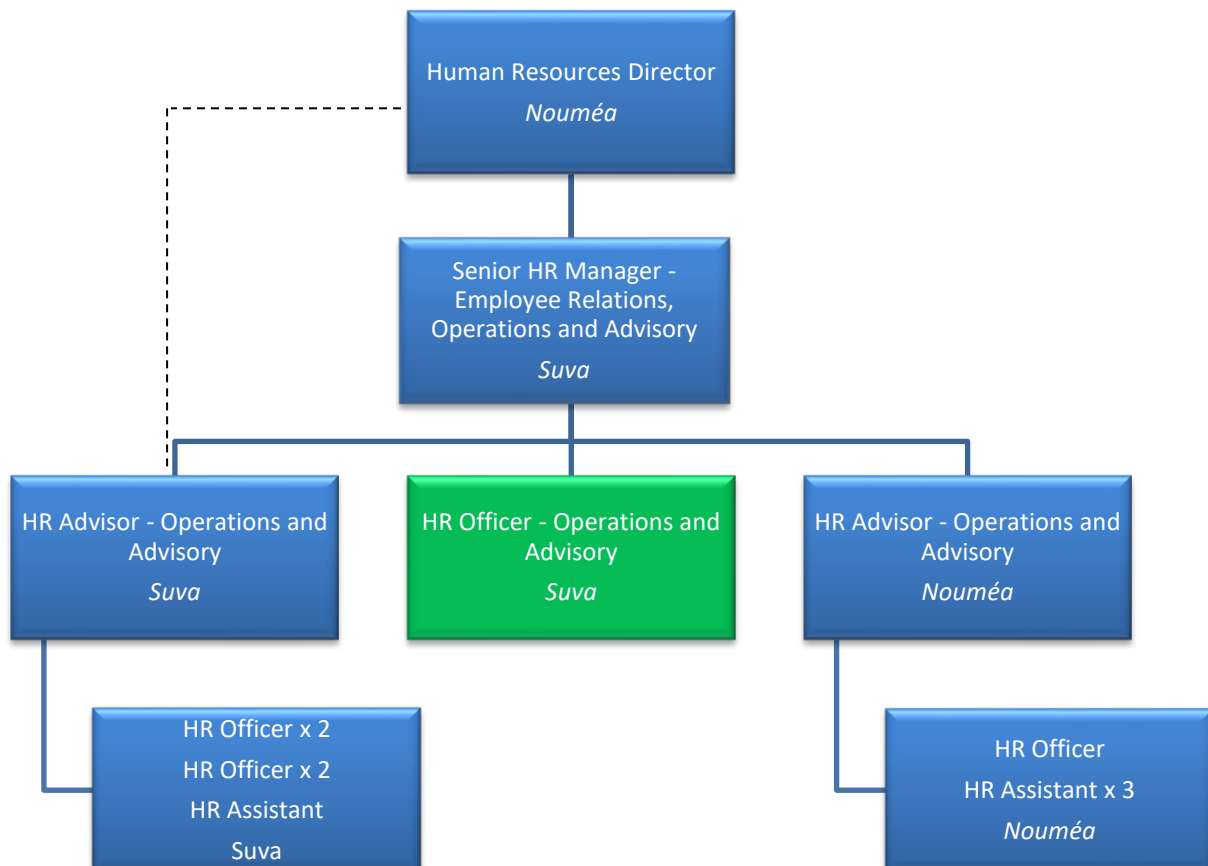 Human Resources Director
Nouméa
Senior HR Manager -
Employee Relations,
Operations and Advisory
Suva
HR Advisor - Operations and
Advisory
Suva
HR Officer - Operations and
Advisory
Suva
HR Advisor - Operations and
Advisory
Nouméa
HR Officer x 2
HR Officer x 2
HR Assistant
Suva
HR Officer
HR Assistant x 3
Nouméa